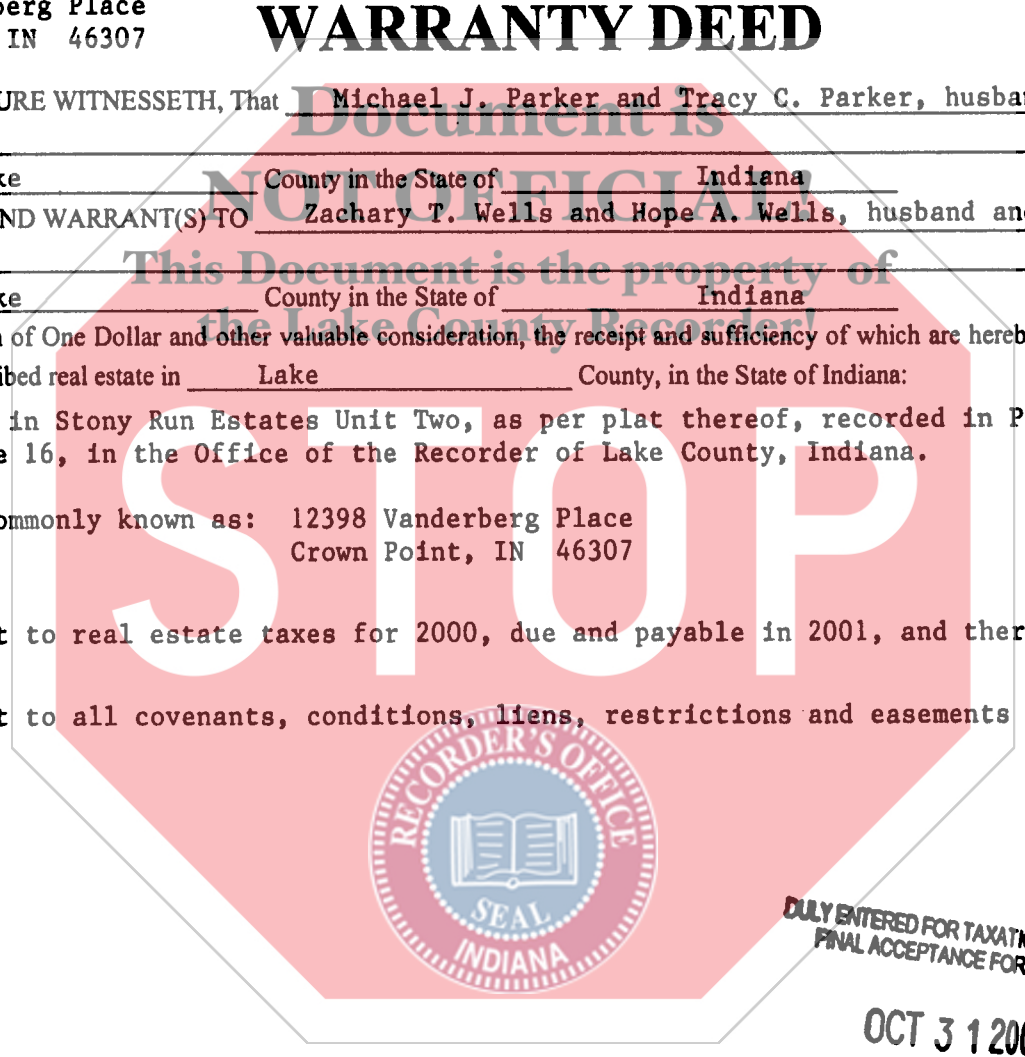 berg Place
IN 46307
WARRANTY DEED
URE WITNESSETH, That Michael J. Parker and Tracy C. Parker, husba
Document is
ke County in the State of Indiana
NOT OFFICIAL!
ND WARRANT(S) TO Zachary T. Wells and Hope A. Wells, husband an
This Document is the property of
ke County in the State of Indiana
the Lake County Recorder!
of One Dollar and other valuable consideration, the receipt and sufficiency of which are hereb
ibed real estate in Lake County, in the State of Indiana:
in Stony Run Estates Unit Two, as per plat thereof, recorded in P
e 16, in the Office of the Recorder of Lake County, Indiana.
ommonly known as: 12398 Vanderberg Place
Crown Point, IN 46307
STOP
t to real estate taxes for 2000, due and payable in 2001, and ther
t to all covenants, conditions, liens, restrictions and easements
RECORDER'S OFFICE
SEAL
INDIANA
DULY ENTERED FOR TAXATI
FINAL ACCEPTANCE FOR
OCT 31 200